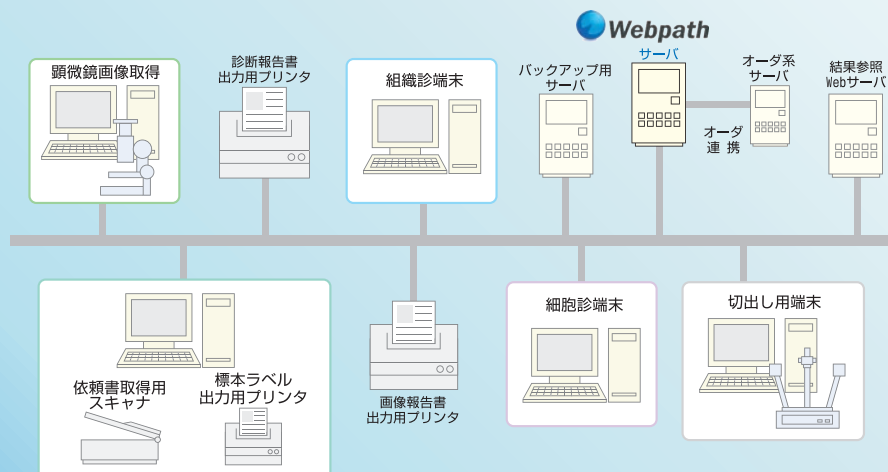 Webpath
サーバ
顕微鏡画像取得
診断報告書
出力用プリンタ
組織診端末
バックアップ用
サーバ
オーダ系
サーバ
結果参照
Webサーバ
オーダ
連 携
依頼書取得用
スキャナ
標本ラベル
出力用プリンタ
画像報告書
出力用プリンタ
細胞診端末
切出し用端末